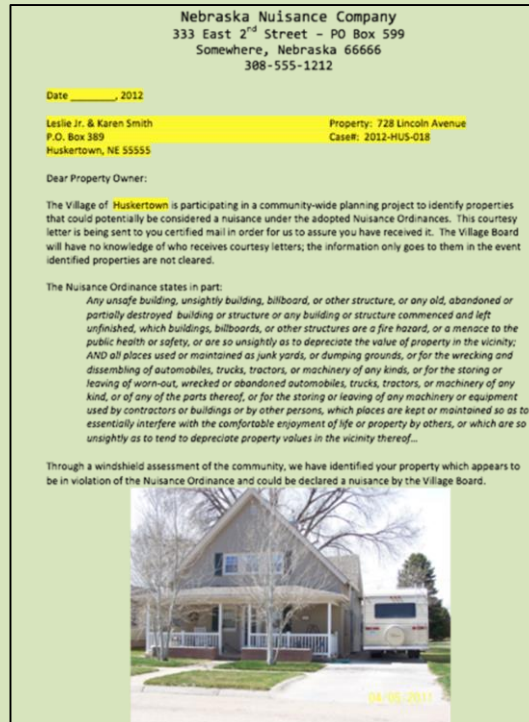 Nebraska Nuisance Company
333 East 2nd Street – PO Box 599
Somewhere, Nebraska 66666
308-555-1212
Date ________, 2012
Leslie Jr. & Karen Smith Property: 728 Lincoln Avenue
P.O. Box 389 Case#: 2012-HUS-018
Huskertown, NE 55555
Dear Property Owner:
The Village of Huskertown is participating in a community-wide planning project to identify properties
that could potentially be considered a nuisance under the adopted Nuisance Ordinances. This courtesy
letter is being sent to you certified mail in order for us to assure you have received it. The Village Board
will have no knowledge of who receives courtesy letters; the information only goes to them in the event
identified properties are not cleared.
The Nuisance Ordinance states in part:
Any unsafe building, unsightly building, billboard, or other structure, or any old, abandoned or
partially destroyed building or structure or any building or structure commenced and left
unfinished, which buildings, billboards, or other structures are a fire hazard, or a menace to the
public health or safety, or are so unsightly as to depreciate the value of property in the vicinity;
AND all places used or maintained as junk yards, or dumping grounds, or for the wrecking and
dissembling of automobiles, trucks, tractors, or machinery of any kinds, or for the storing or
leaving of worn-out, wrecked or abandoned automobiles, trucks, tractors, or machinery of any
kind, or of any of the parts thereof, or for the storing or leaving of any machinery or equipment
used by contractors or buildings or by other persons, which places are kept or maintained so as to
essentially interfere with the comfortable enjoyment of life or property by others, or which are so
unsightly as to tend to depreciate property values in the vicinity thereof...
Through a windshield assessment of the community, we have identified your property which appears to
be in violation of the Nuisance Ordinance and could be declared a nuisance by the Village Board.
04/05/2011